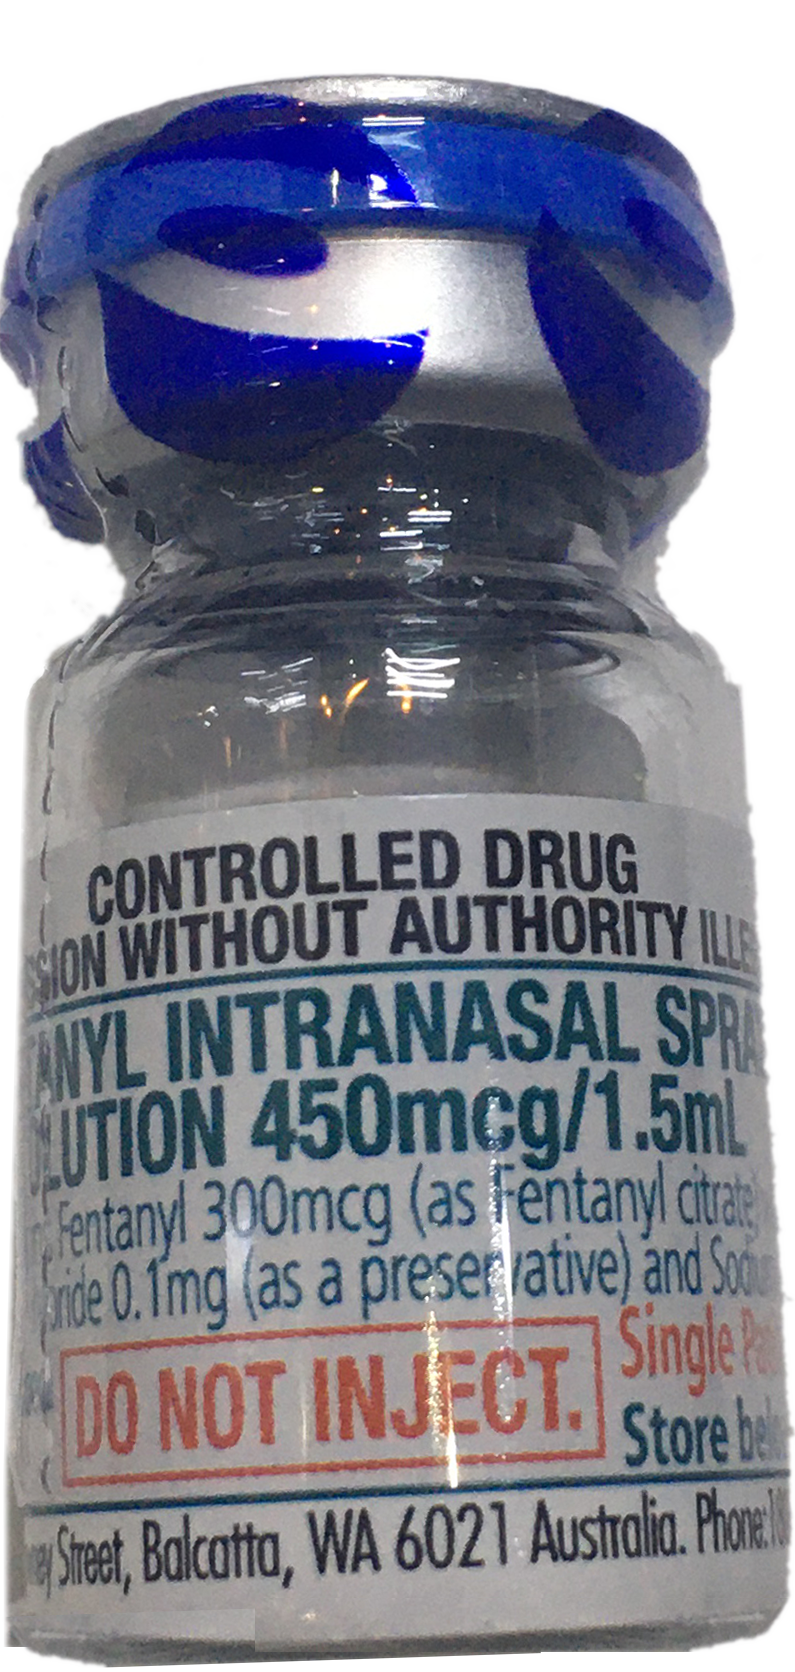 CONTROLLED DRUG
SION WITHOUT AUTHORITY ILLE
ANYL INTRANASAL SPRA
LUTION 450mcg/1.5mL
Fentanyl 300mcg (as Fentanyl citrate)
oride 0.1mg (as a preservative) and Sodiu
DO NOT INJECT.
Single Pa
Store bel
ney Street, Balcatta, WA 6021 Australia. Phone: 1